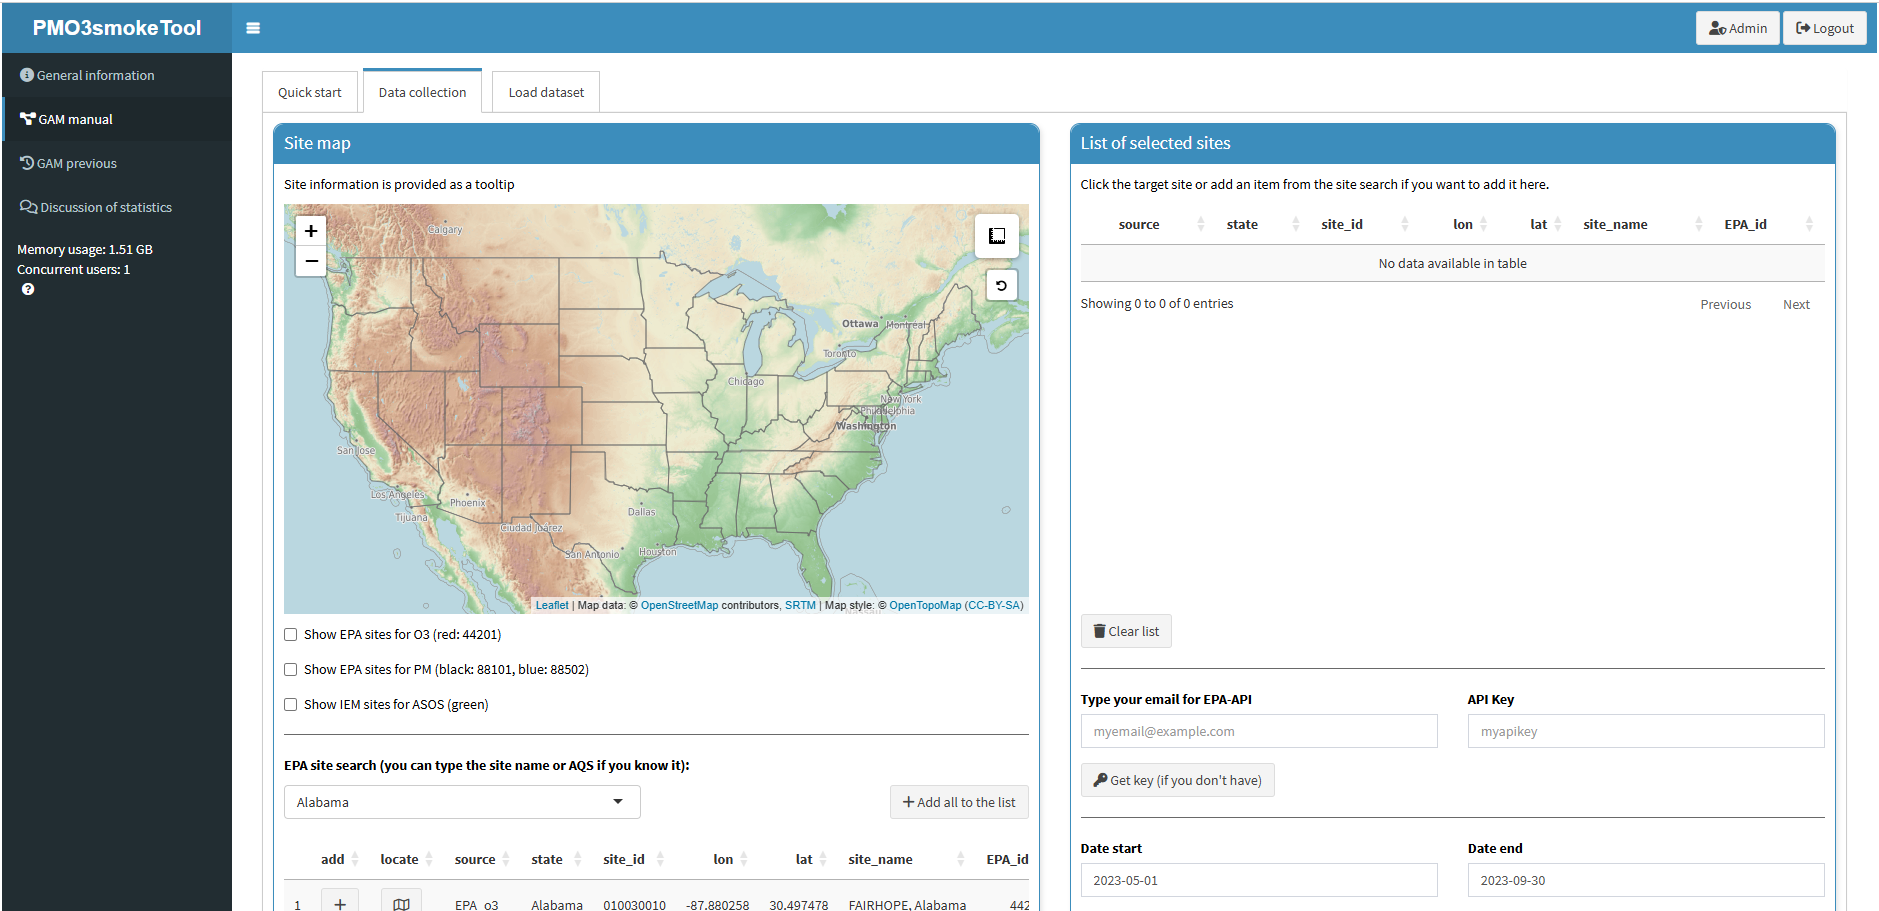 PMO3smokeTool
Admin
Logout
General information
GAM manual
GAM previous
Discussion of statistics
Memory usage: 1.51 GB
Concurrent users: 1
Quick start
Data collection
Load dataset
Site map
Site information is provided as a tooltip
+
−
Calgary
Ottawa
Montréal
Toronto
Chicago
New York
Philadelphia
Washington
San Jose
Los Angeles
Phoenix
Tijuana
Dallas
Ciudad Juárez
San Antonio
Houston
Nassau
Leaflet | Map data: © OpenStreetMap contributors, SRTM | Map style: © OpenTopoMap (CC-BY-SA)
Show EPA sites for O3 (red: 44201)
Show EPA sites for PM (black: 88101, blue: 88502)
Show IEM sites for ASOS (green)
EPA site search (you can type the site name or AQS if you know it):
Alabama
+ Add all to the list
add locate source state site_id lon lat site_name EPA_id
1 + EPA_o3 Alabama 010030010 -87.880258 30.497478 FAIRHOPE, Alabama 442
List of selected sites
Click the target site or add an item from the site search if you want to add it here.
source state site_id lon lat site_name EPA_id
No data available in table
Showing 0 to 0 of 0 entries
Previous Next
Clear list
Type your email for EPA-API API Key
myemail@example.com myapikey
Get key (if you don't have)
Date start Date end
2023-05-01 2023-09-30